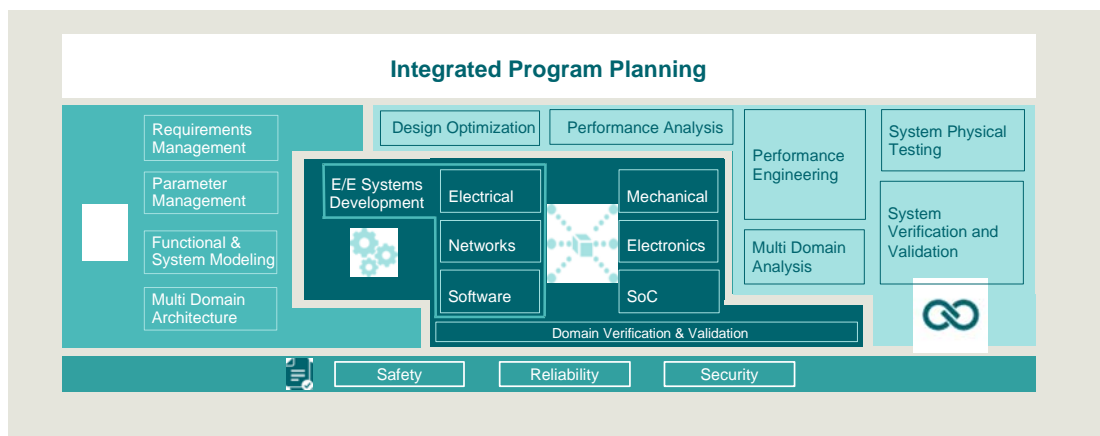 Integrated Program Planning
Requirements
Management
Parameter
Management
Functional &
System Modeling
Multi Domain
Architecture
Design Optimization
Performance Analysis
E/E Systems
Development
Electrical
Networks
Software
Mechanical
Electronics
SoC
Domain Verification & Validation
Performance
Engineering
Multi Domain
Analysis
System Physical
Testing
System
Verification and
Validation
Safety
Reliability
Security